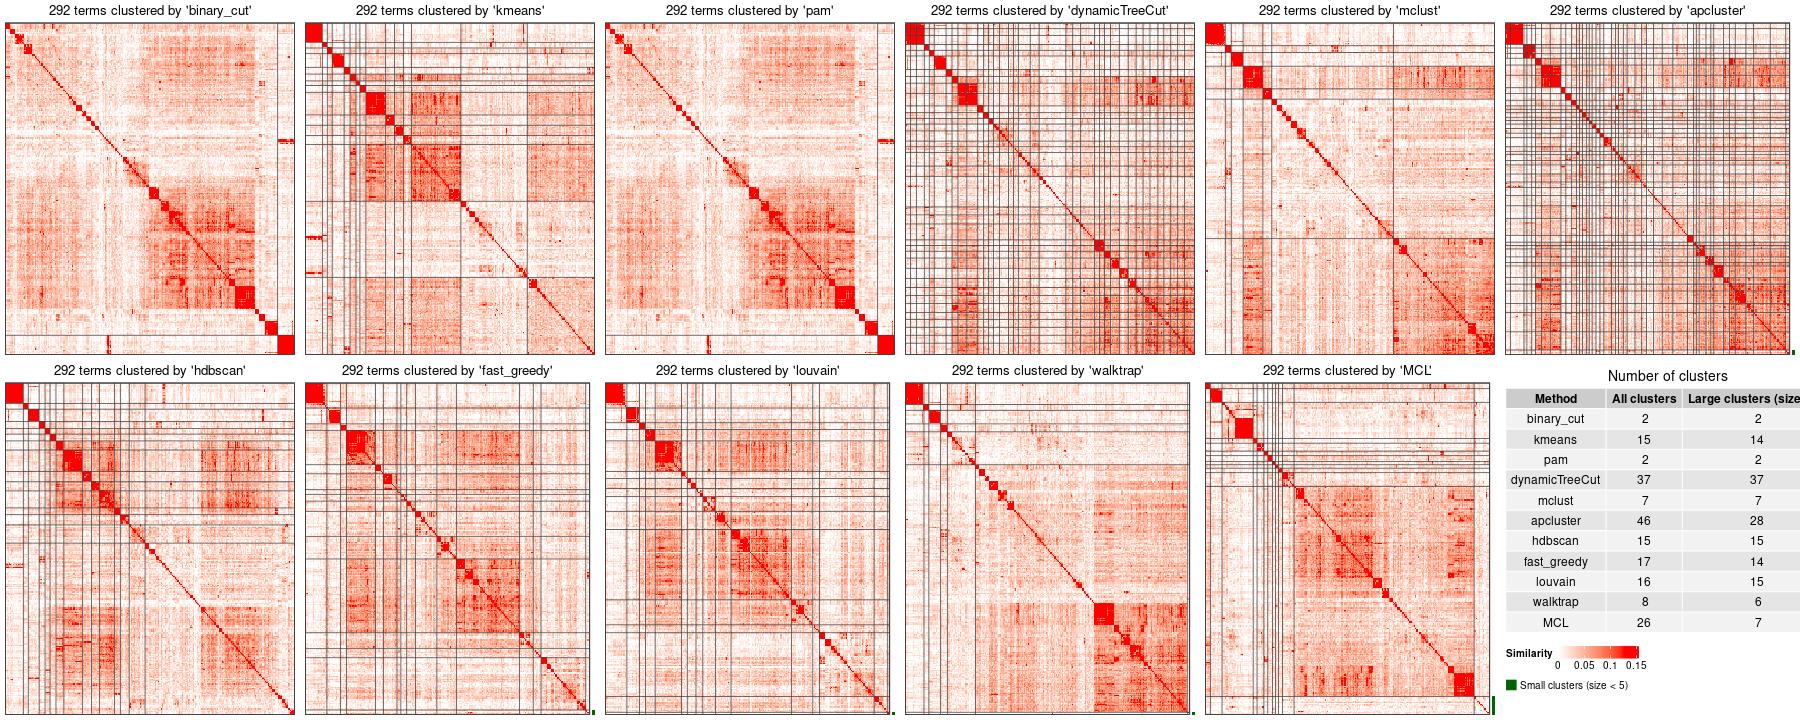 292 terms clustered by 'binary_cut'
292 terms clustered by 'kmeans'
292 terms clustered by 'pam'
292 terms clustered by 'dynamicTreeCut'
292 terms clustered by 'mclust'
292 terms clustered by 'apcluster'
292 terms clustered by 'hdbscan'
292 terms clustered by 'fast_greedy'
292 terms clustered by 'louvain'
292 terms clustered by 'walktrap'
292 terms clustered by 'MCL'
Number of clusters
Method All clusters Large clusters (size
binary_cut 2 2
kmeans 15 14
pam 2 2
dynamicTreeCut 37 37
mclust 7 7
apcluster 46 28
hdbscan 15 15
fast_greedy 17 14
louvain 16 15
walktrap 8 6
MCL 26 7
Similarity
0 0.05 0.1 0.15
Small clusters (size < 5)